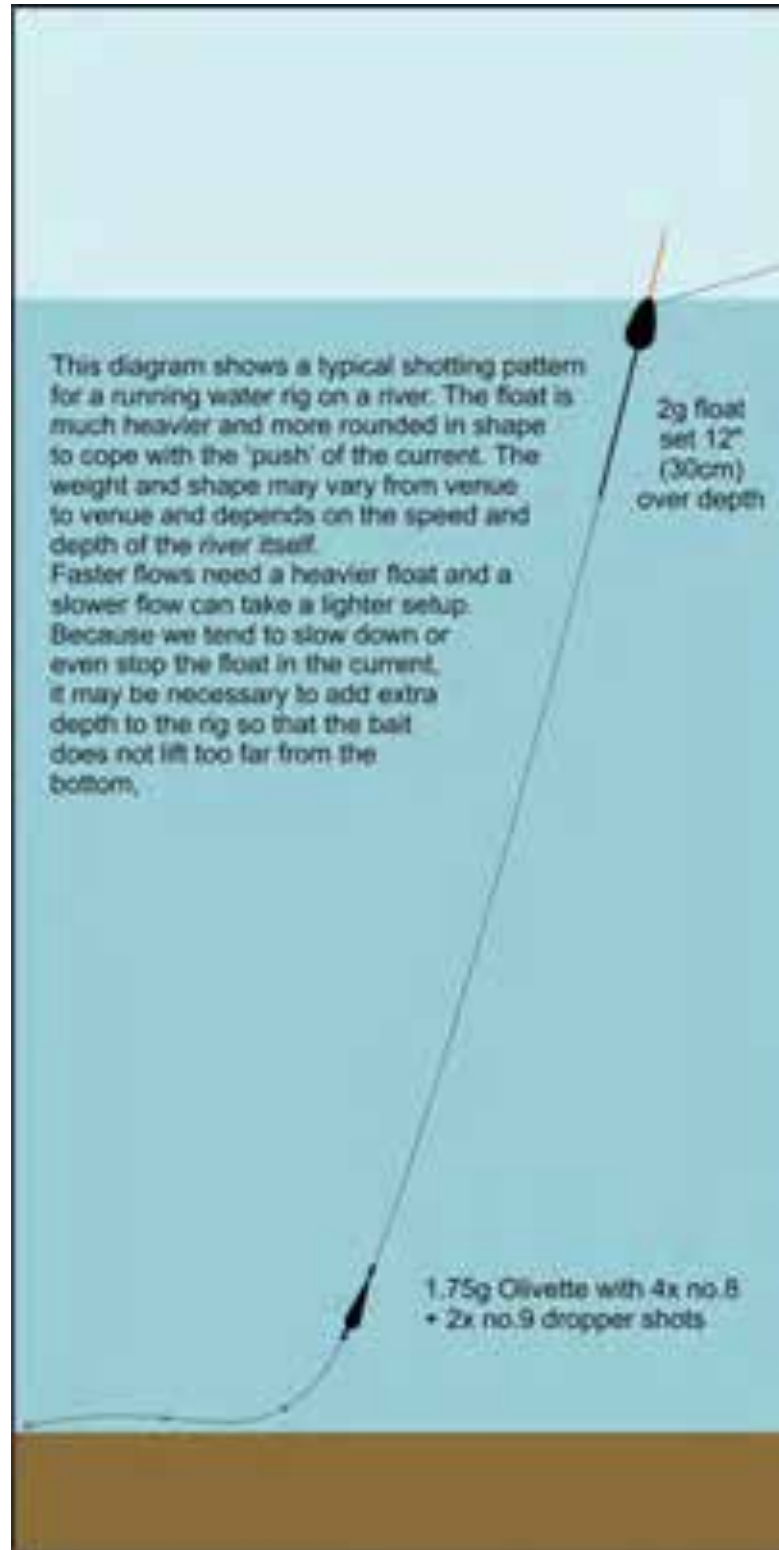 This diagram shows a typical shotting pattern
for a running water rig on a river. The float is
much heavier and more rounded in shape
to cope with the 'push' of the current. The
weight and shape may vary from venue
to venue and depends on the speed and
depth of the river itself.
Faster flows need a heavier float and a
slower flow can take a lighter setup.
Because we tend to slow down or
even stop the float in the current,
it may be necessary to add extra
depth to the rig so that the bait
does not lift too far from the
bottom,
2g float
set 12"
(30cm)
over depth
1.75g Olivette with 4x no.8
+ 2x no.9 dropper shots